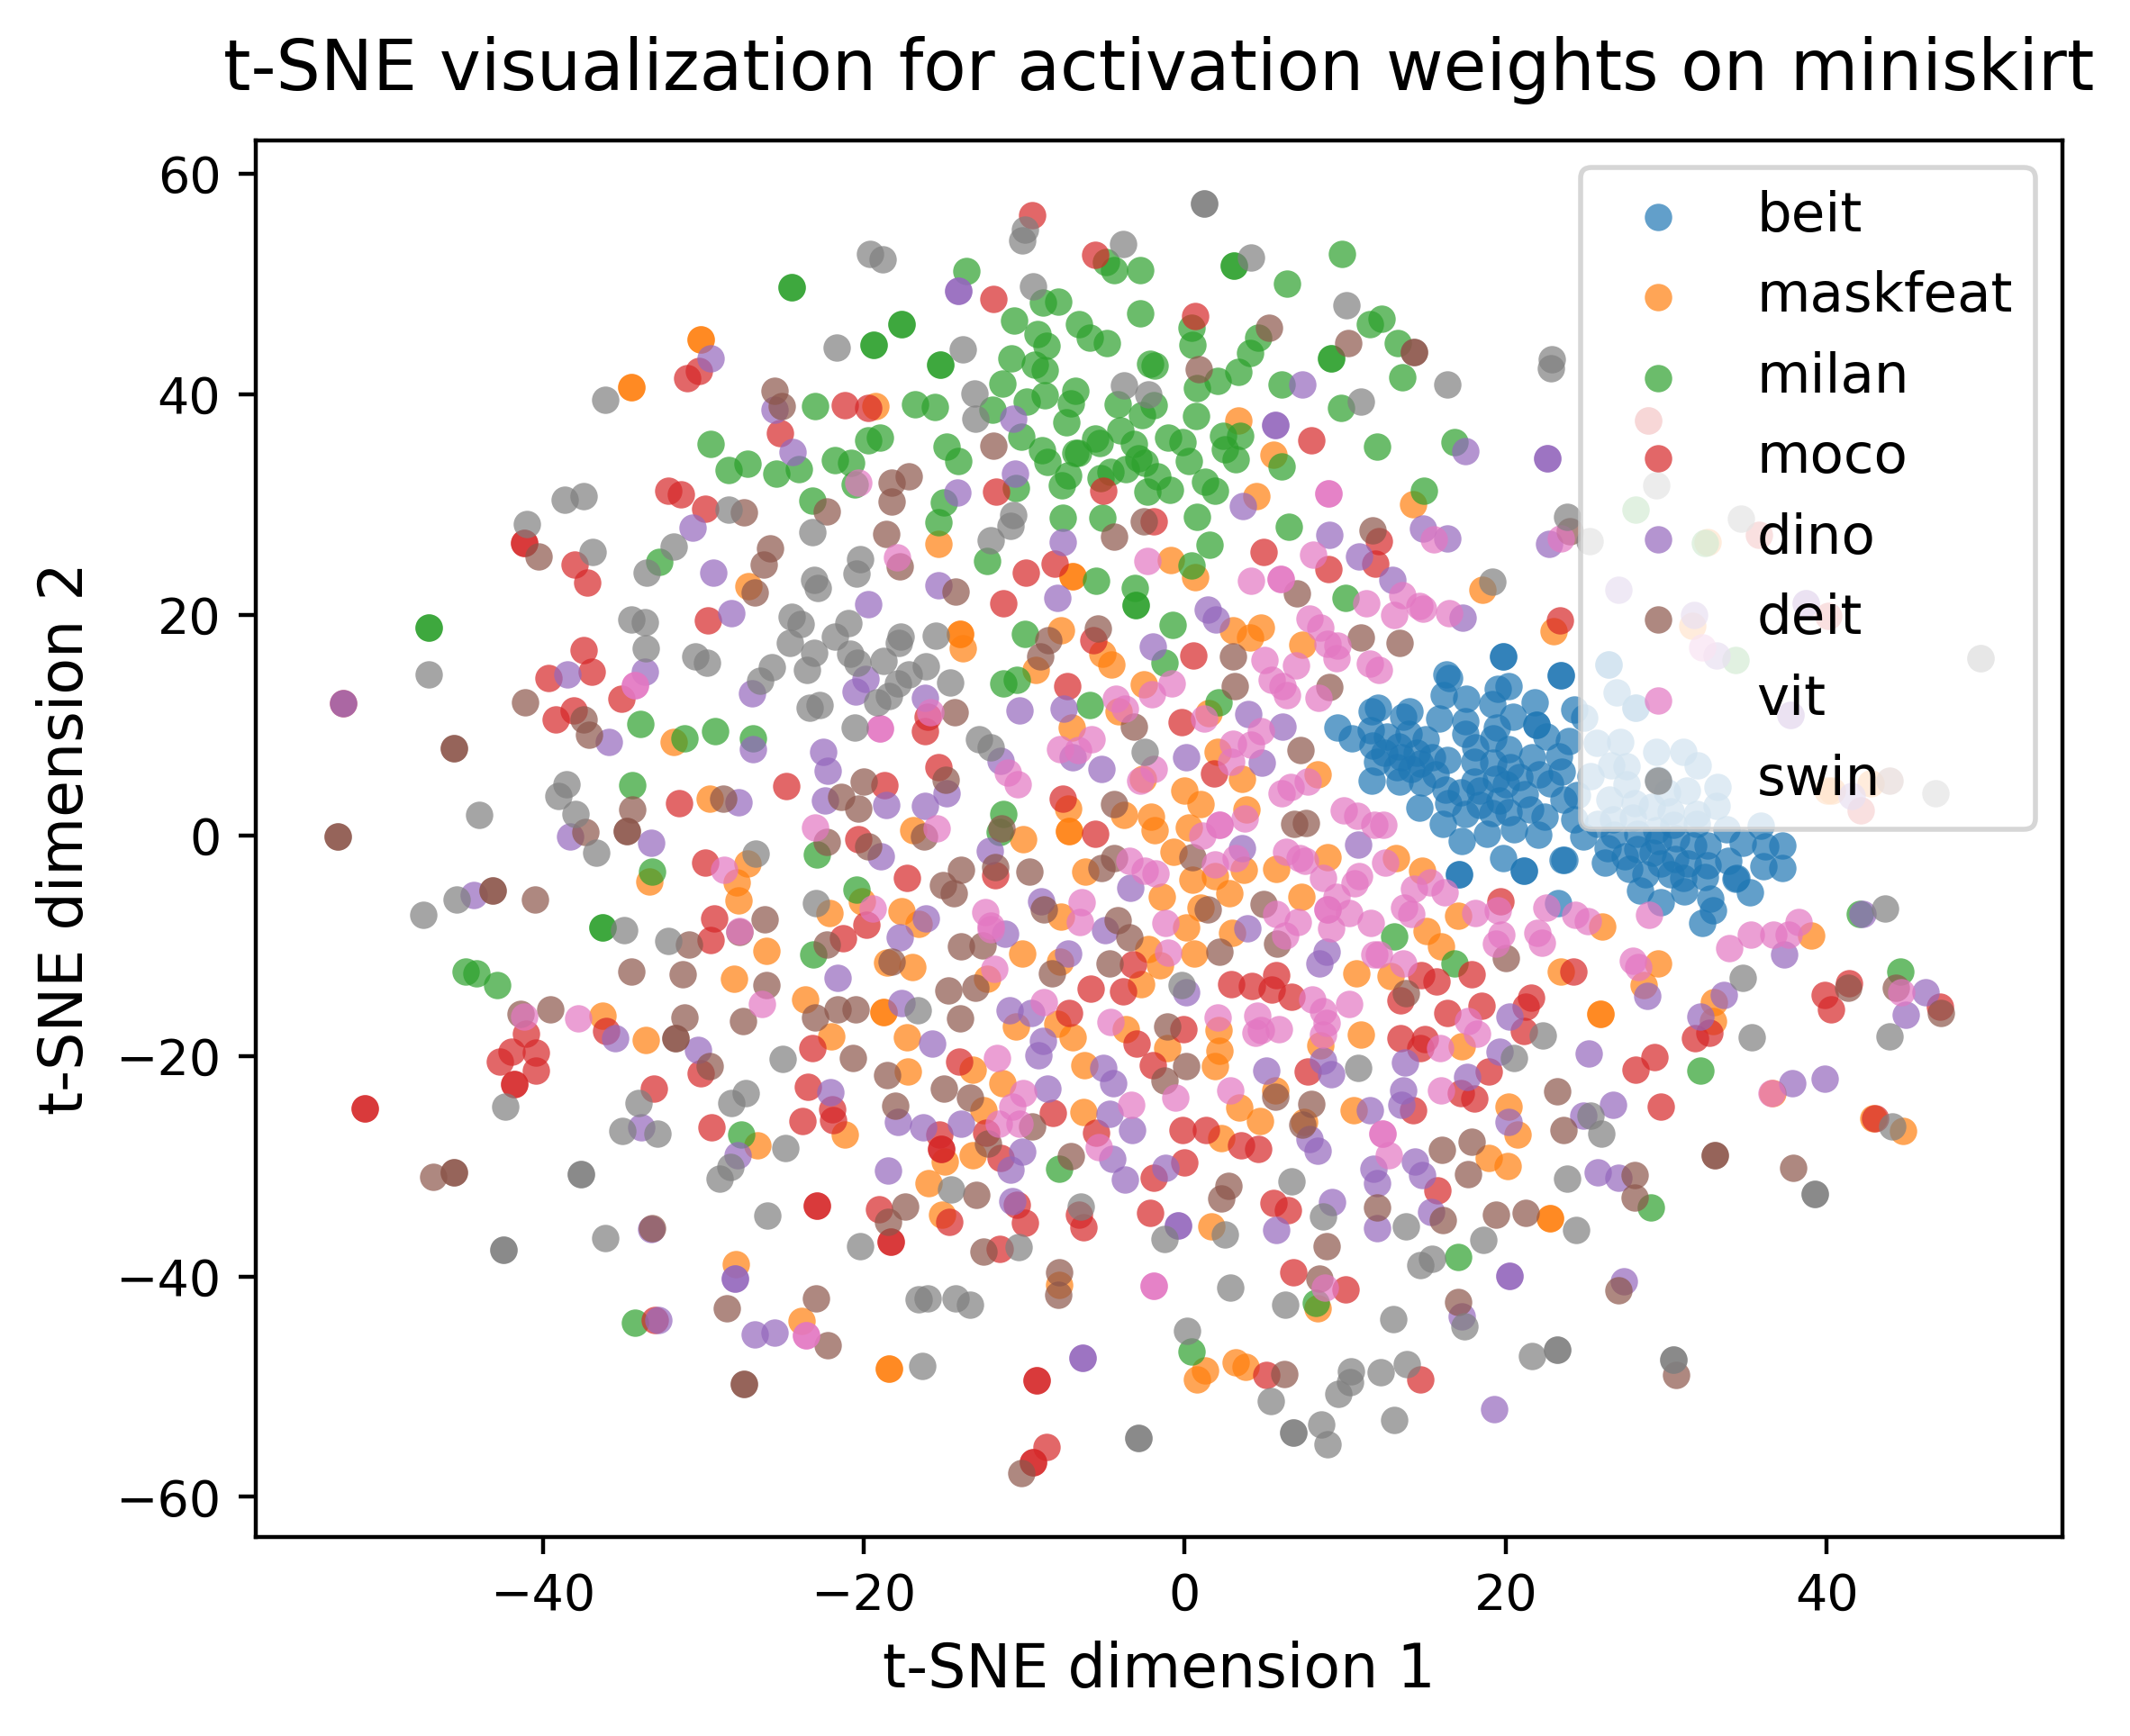 t-SNE visualization for activation weights on miniskirt
60
40
20
0
−20
−40
−60
t-SNE dimension 2
beit
maskfeat
milan
moco
dino
deit
vit
swin
−40
−20
0
20
40
t-SNE dimension 1